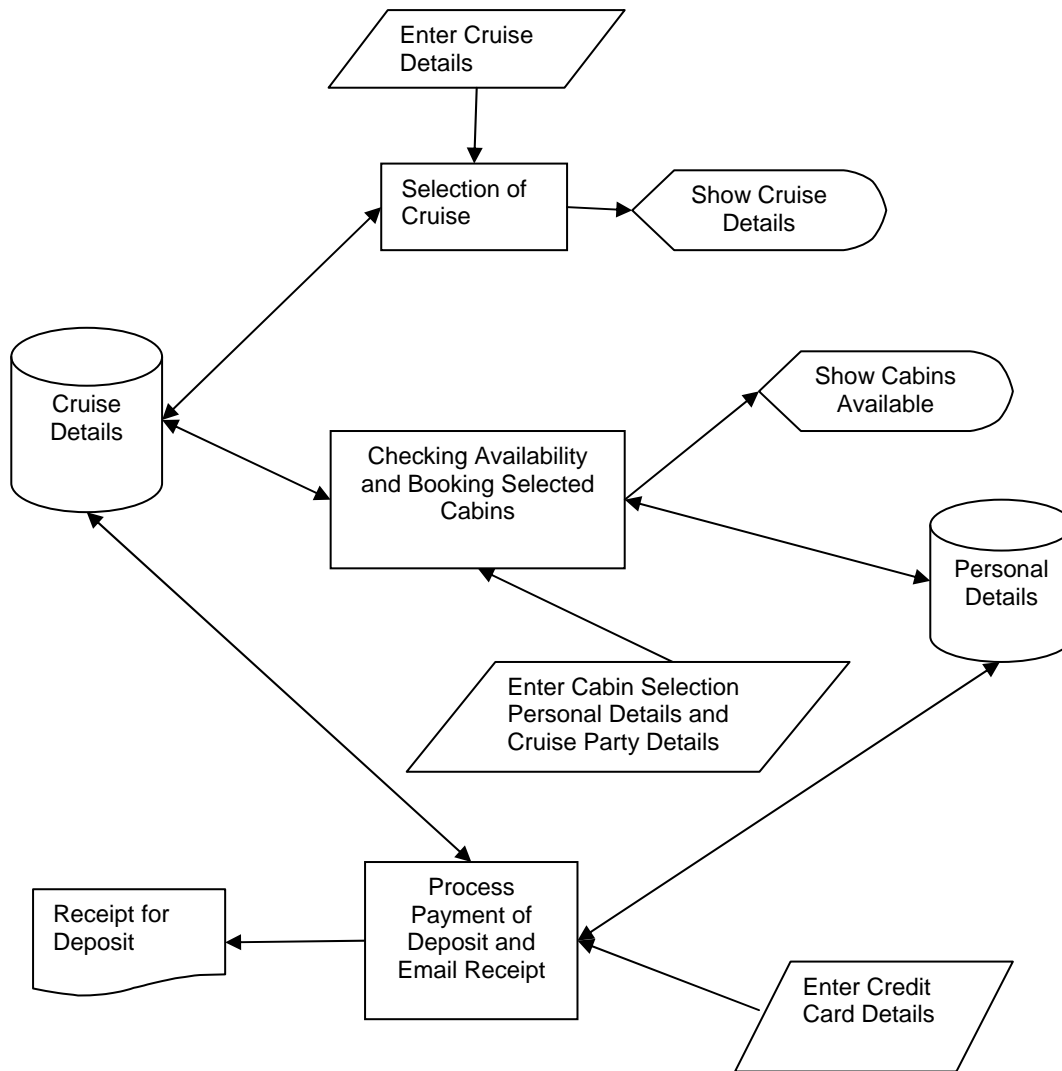 Enter Cruise
Details
Selection of
Cruise
Show Cruise
Details
Cruise
Details
Show Cabins
Available
Checking Availability
and Booking Selected
Cabins
Personal
Details
Enter Cabin Selection
Personal Details and
Cruise Party Details
Process
Payment of
Deposit and
Email Receipt
Receipt for
Deposit
Enter Credit
Card Details